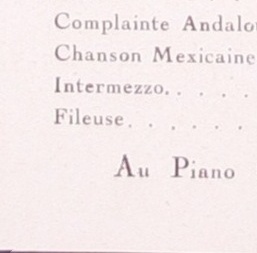 Complainte Andalo
Chanson Mexicaine
Intermezzo. . . . .
Fileuse. . . . . .
Au Piano